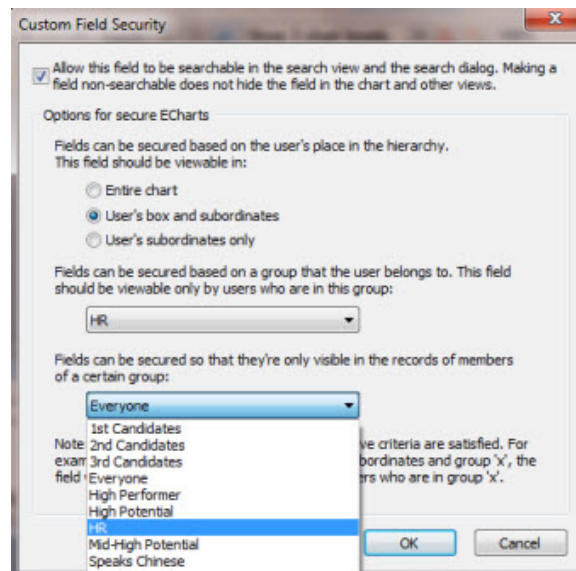 Custom Field Security
Allow this field to be searchable in the search view and the search dialog. Making a
field non-searchable does not hide the field in the chart and other views.
Options for secure ECharts
Fields can be secured based on the user's place in the hierarchy.
This field should be viewable in:
Entire chart
User's box and subordinates
User's subordinates only
Fields can be secured based on a group that the user belongs to. This field
should be viewable only by users who are in this group:
HR
Fields can be secured so that they're only visible in the records of members
of a certain group:
Everyone
1st Candidates
Note ve criteria are satisfied. For
2nd Candidates
exam bordinates and group 'x', the
3rd Candidates
field ers who are in group 'x'.
Everyone
High Performer
High Potential
HR
Mid-High Potential
Speaks Chinese
OK
Cancel